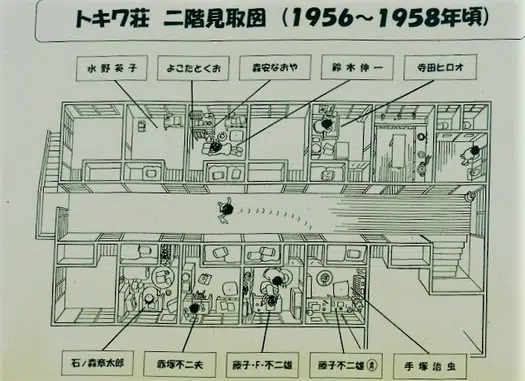 トキワ荘 二階見取図 (1956〜1958年頃)
水野英子
よこたとくお
森安なおや
鈴木伸一
寺田ヒロオ
石ノ森章太郎
赤塚不二夫
藤子・F・不二雄
藤子不二雄Ⓐ
手塚治虫